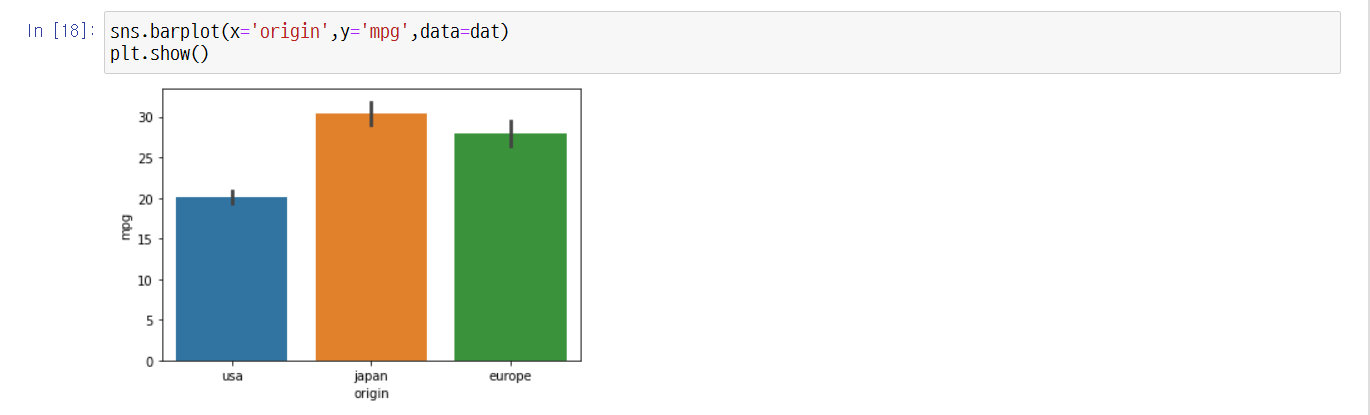 In [18]: sns.barplot(x='origin',y='mpg',data=dat)
plt.show()
30
25
20
15
10
5
0
mpg
usa japan europe
origin